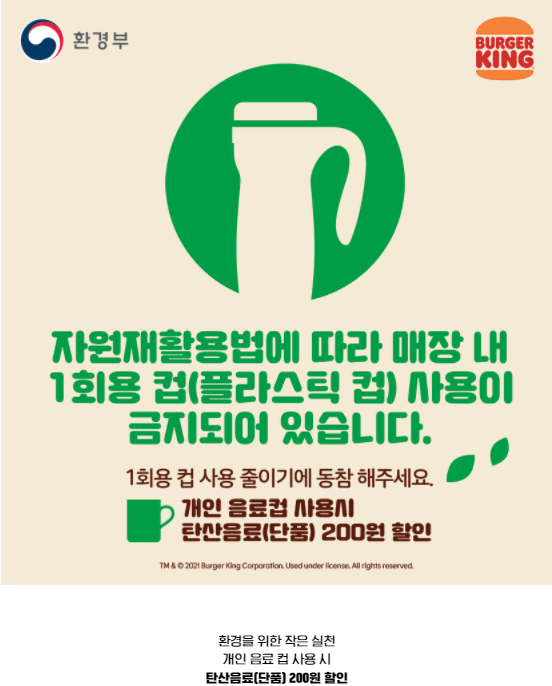 환경부
BURGER
KING
자원재활용법에 따라 매장 내
1회용 컵(플라스틱 컵) 사용이
금지되어 있습니다.
1회용 컵 사용 줄이기에 동참 해주세요.
개인 음료컵 사용시
탄산음료(단품) 200원 할인
TM & © 2021 Burger King Corporation. Used under license. All rights reserved.
환경을 위한 작은 실천
개인 음료 컵 사용 시
탄산음료(단품) 200원 할인